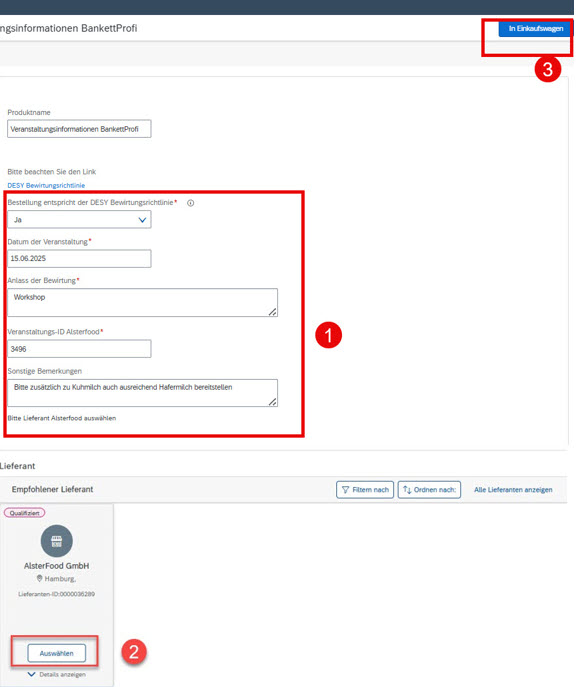 ngsinformationen BankettProfi
In Einkaufswagen
3
Produktname
Veranstaltungsinformationen BankettProfi
Bitte beachten Sie den Link
DESY Bewirtungsrichtlinie
Bestellung entspricht der DESY Bewirtungsrichtlinie*
Ja
Datum der Veranstaltung*
15.06.2025
Anlass der Bewirtung*
Workshop
1
Veranstaltungs-ID Alsterfood*
3496
Sonstige Bemerkungen
Bitte zusätzlich zu Kuhmilch auch ausreichend Hafermilch bereitstellen
Bitte Lieferant Alsterfood auswählen
Lieferant
Empfohlener Lieferant
Filtern nach
Ordnen nach:
Alle Lieferanten anzeigen
Qualifiziert
AlsterFood GmbH
Hamburg,
Lieferanten-ID:0000036289
Auswählen
2
Details anzeigen